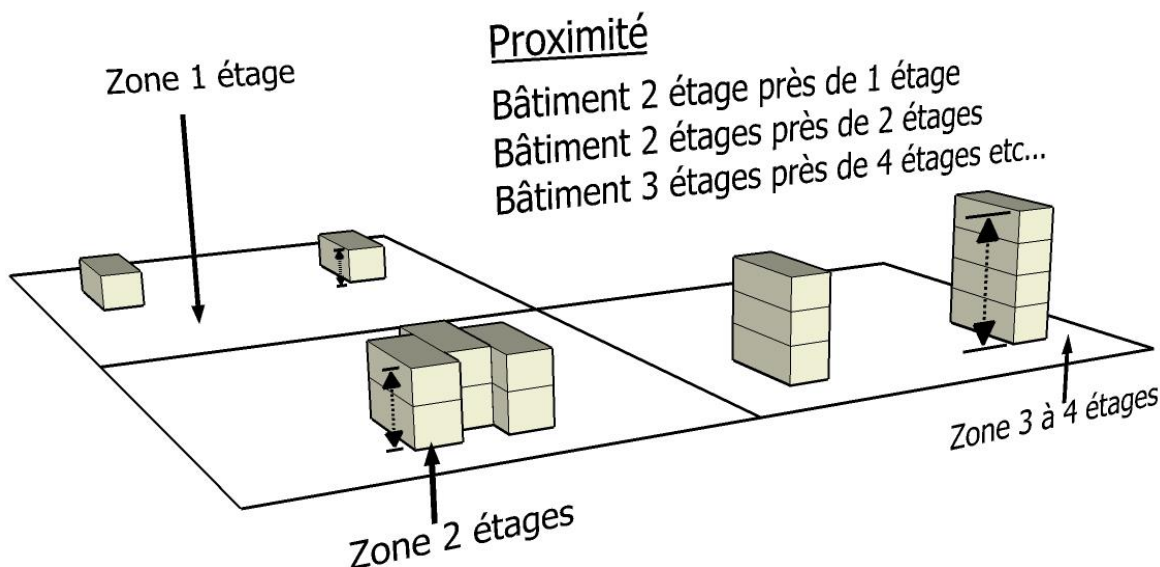 Proximité
Zone 1 étage
Bâtiment 2 étage près de 1 étage
Bâtiment 2 étages près de 2 étages
Bâtiment 3 étages près de 4 étages etc...
Zone 3 à 4 étages
Zone 2 étages